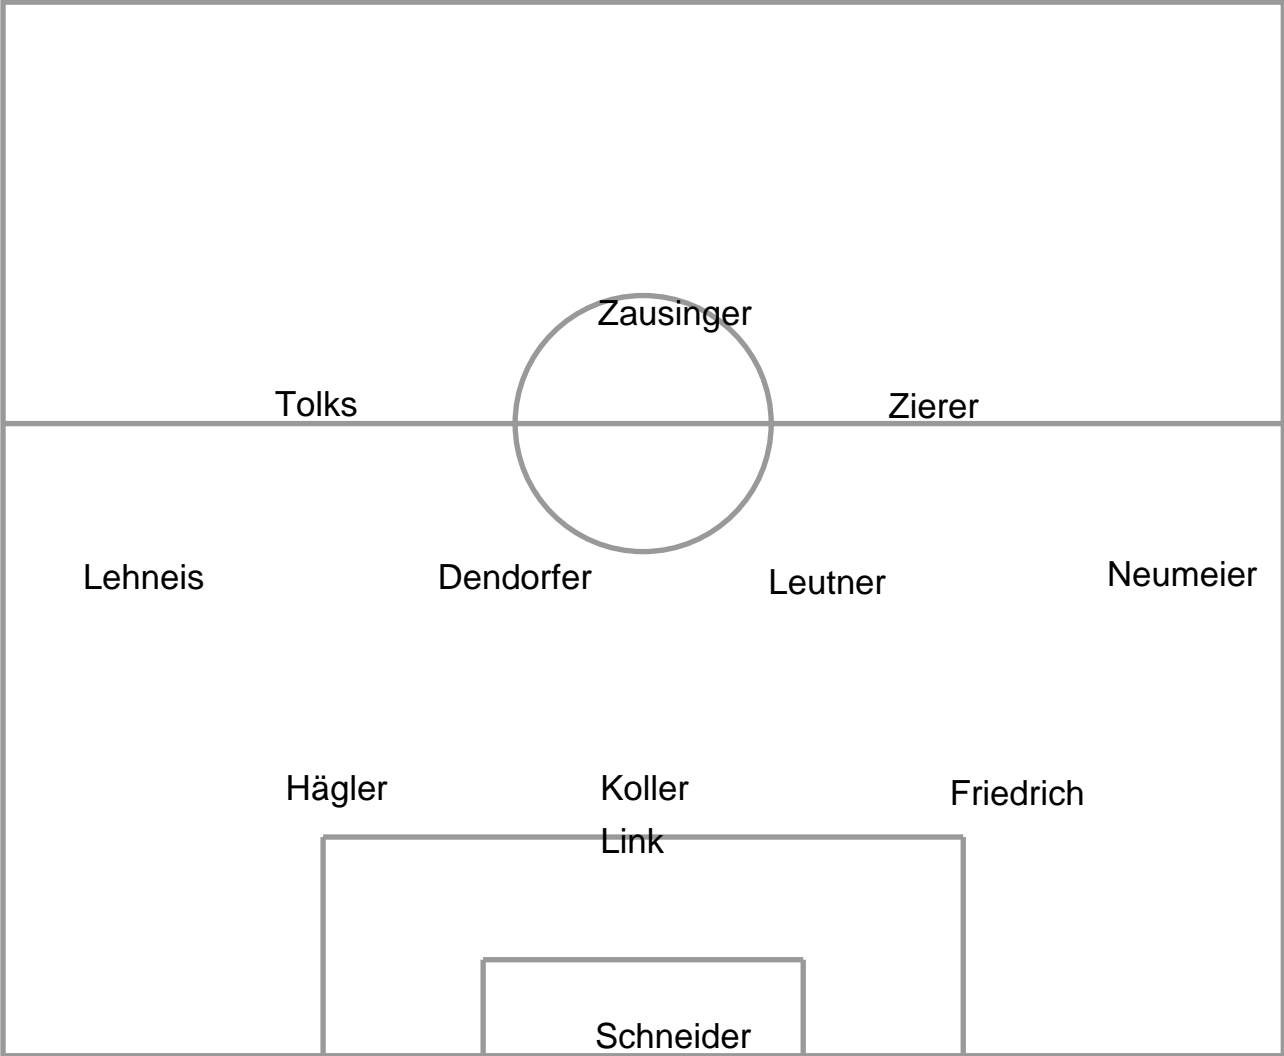 Zausinger
Tolks Zierer
Lehneis Dendorfer Leutner Neumeier
Hägler Koller Friedrich
Link
Schneider